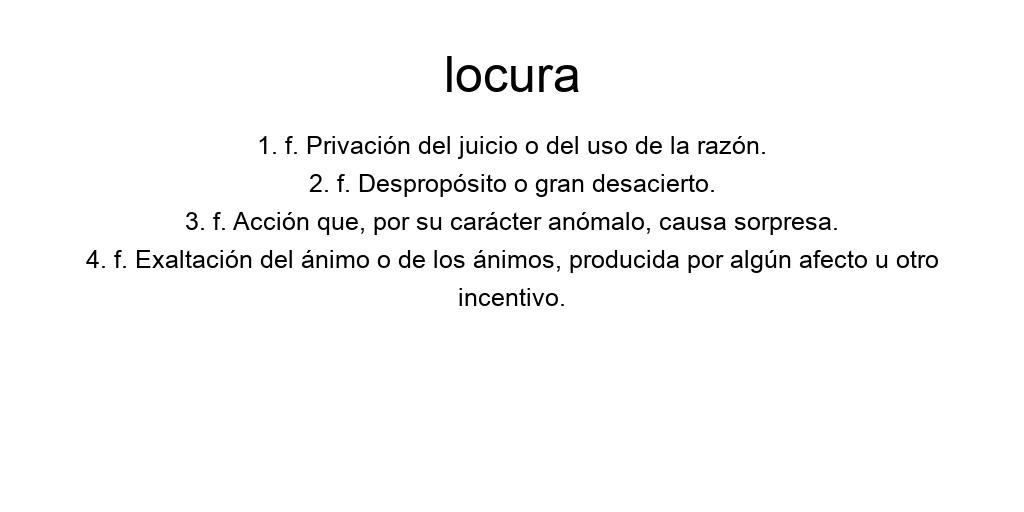 locura
1. f. Privación del juicio o del uso de la razón.
2. f. Despropósito o gran desacierto.
3. f. Acción que, por su carácter anómalo, causa sorpresa.
4. f. Exaltación del ánimo o de los ánimos, producida por algún afecto u otro
incentivo.